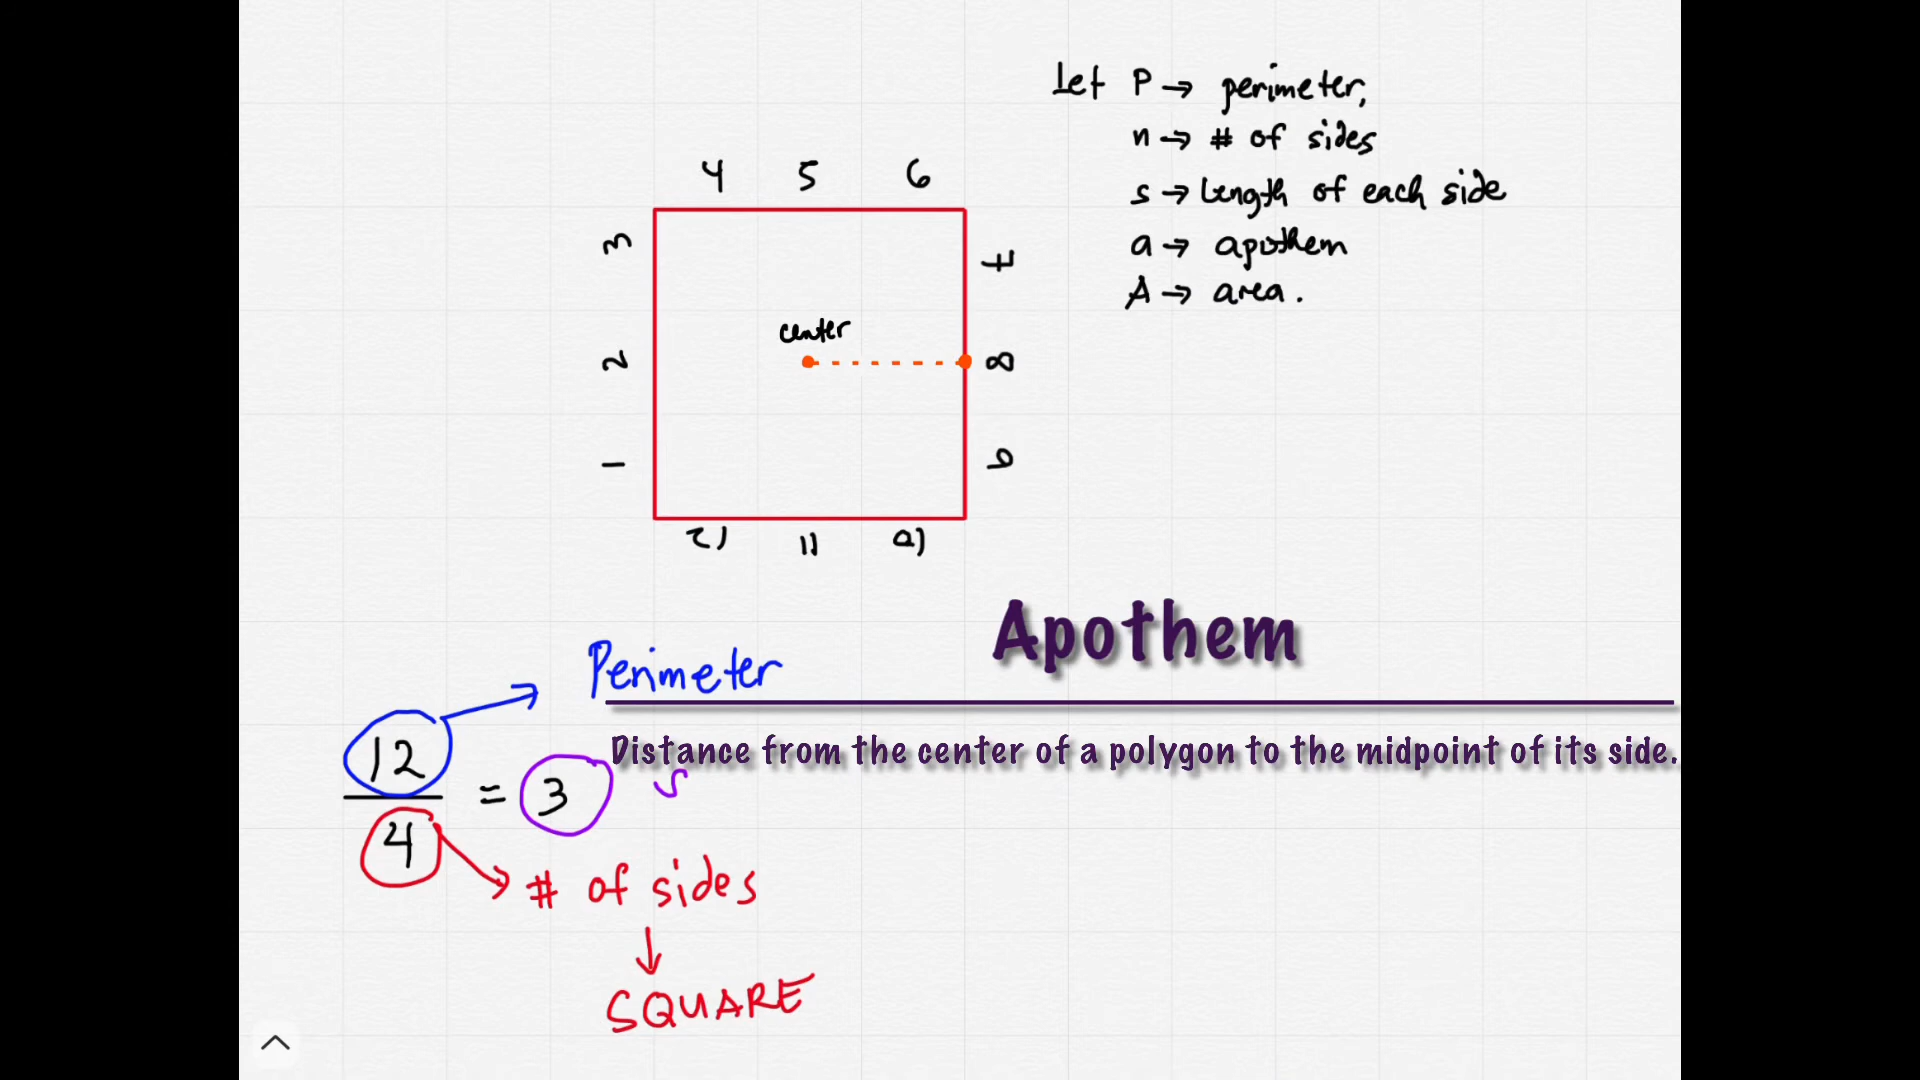 Let P → perimeter,
n → # of sides
s → length of each side
a → apothem
A → area.
4 5 6
3
2
1
7
8
9
center
12 11 10
Apothem
Distance from the center of a polygon to the midpoint of its side.
Perimeter
12
4
= 3
s
→ # of sides
↓
SQUARE